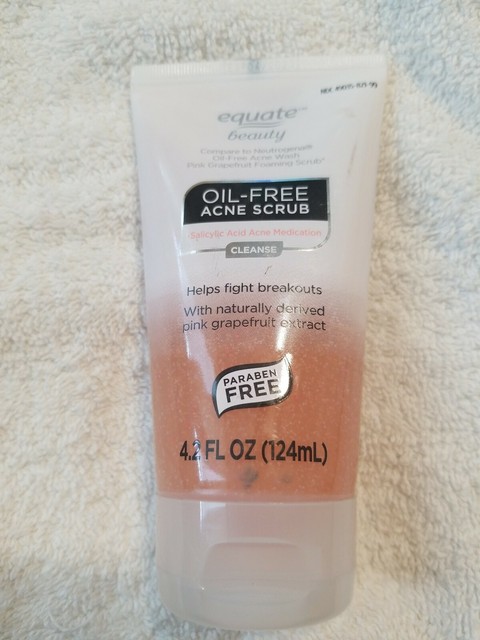 equate™
beauty
Compare to Neutrogena®
Oil-Free Acne Wash
Pink Grapefruit Foaming Scrub*
OIL-FREE
ACNE SCRUB
Salicylic Acid Acne Medication
CLEANSE
Helps fight breakouts
With naturally derived
pink grapefruit extract
PARABEN
FREE
4.2 FL OZ (124mL)